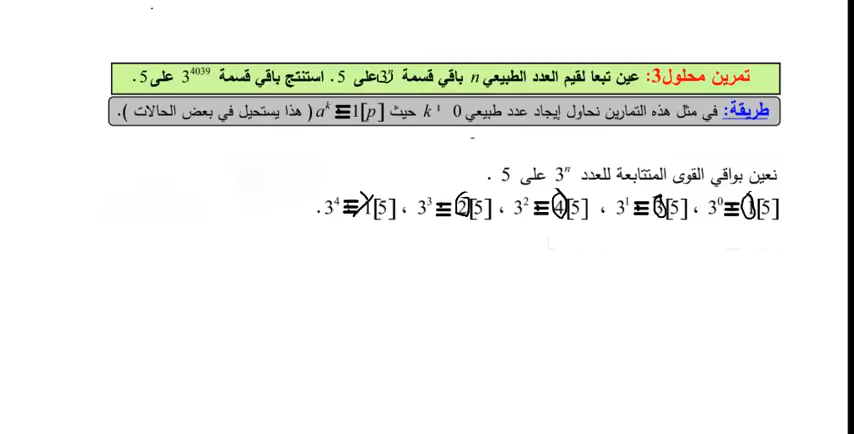 تمرين محلول3: عين تبعا لقيم العدد الطبيعي n باقي قسمة 3ⁿ على 5. استنتج باقي قسمة 3⁴⁰³⁹ على 5.
طريقة: في مثل هذه التمارين نحاول إيجاد عدد طبيعي k ¹ 0 حيث aᵏ ≡ 1[p] ( هذا يستحيل في بعض الحالات ).
نعين بواقي القوى المتتابعة للعدد 3ⁿ على 5 .
3⁰ ≡ 1[5] ، 3¹ ≡ 3[5] ، 3² ≡ 4[5] ، 3³ ≡ 2[5] ، 3⁴ ≡ 1[5] .